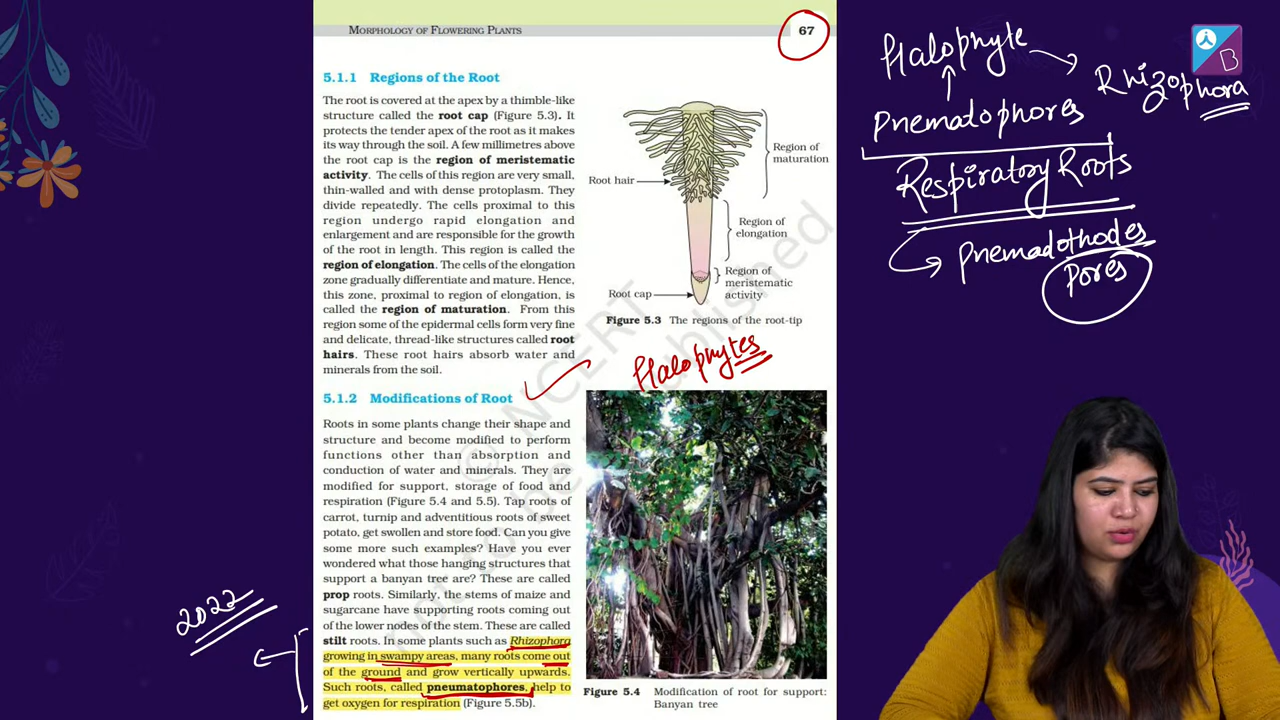 MORPHOLOGY OF FLOWERING PLANTS
67
5.1.1 Regions of the Root
The root is covered at the apex by a thimble-like
structure called the root cap (Figure 5.3). It
protects the tender apex of the root as it makes
its way through the soil. A few millimetres above
the root cap is the region of meristematic
activity. The cells of this region are very small,
thin-walled and with dense protoplasm. They
divide repeatedly. The cells proximal to this
region undergo rapid elongation and
enlargement and are responsible for the growth
of the root in length. This region is called the
region of elongation. The cells of the elongation
zone gradually differentiate and mature. Hence,
this zone, proximal to region of elongation, is
called the region of maturation. From this
region some of the epidermal cells form very fine
and delicate, thread-like structures called root
hairs. These root hairs absorb water and
minerals from the soil.
Region of
maturation
Root hair
Region of
elongation
Region of
meristematic
activity
Root cap
Figure 5.3 The regions of the root-tip
Halophytes
5.1.2 Modifications of Root
Roots in some plants change their shape and
structure and become modified to perform
functions other than absorption and
conduction of water and minerals. They are
modified for support, storage of food and
respiration (Figure 5.4 and 5.5). Tap roots of
carrot, turnip and adventitious roots of sweet
potato, get swollen and store food. Can you give
some more such examples? Have you ever
wondered what those hanging structures that
support a banyan tree are? These are called
prop roots. Similarly, the stems of maize and
sugarcane have supporting roots coming out
of the lower nodes of the stem. These are called
stilt roots. In some plants such as Rhizophora
growing in swampy areas, many roots come out
of the ground and grow vertically upwards.
Such roots, called pneumatophores, help to
get oxygen for respiration (Figure 5.5b).
Figure 5.4 Modification of root for support:
Banyan tree
2022
Halophyte
Rhizophora
Pnematophores
Respiratory Roots
pnemadothodes
pores
B
© NCERT
not to be republished